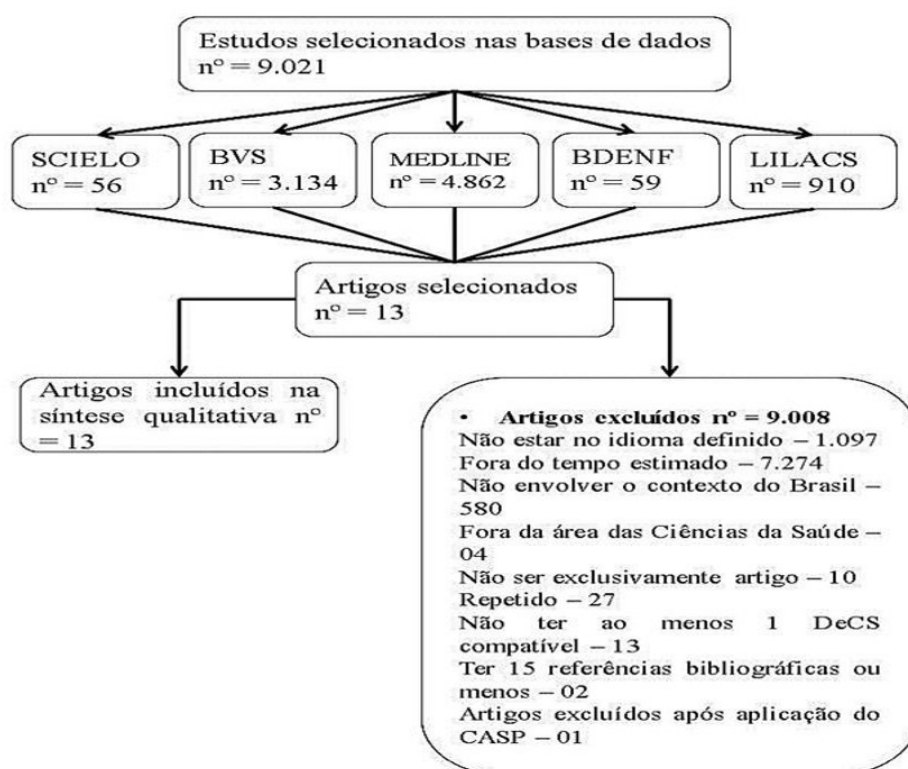 Estudos selecionados nas bases de dados
nº = 9.021
SCIELO
nº = 56
BVS
nº = 3.134
MEDLINE
nº = 4.862
BDENF
nº = 59
LILACS
nº = 910
Artigos selecionados
nº = 13
Artigos incluídos na
síntese qualitativa nº
= 13
• Artigos excluídos nº = 9.008
Não estar no idioma definido – 1.097
Fora do tempo estimado – 7.274
Não envolver o contexto do Brasil –
580
Fora da área das Ciências da Saúde –
04
Não ser exclusivamente artigo – 10
Repetido – 27
Não ter ao menos 1 DeCS
compatível – 13
Ter 15 referências bibliográficas ou
menos – 02
Artigos excluídos após aplicação do
CASP – 01